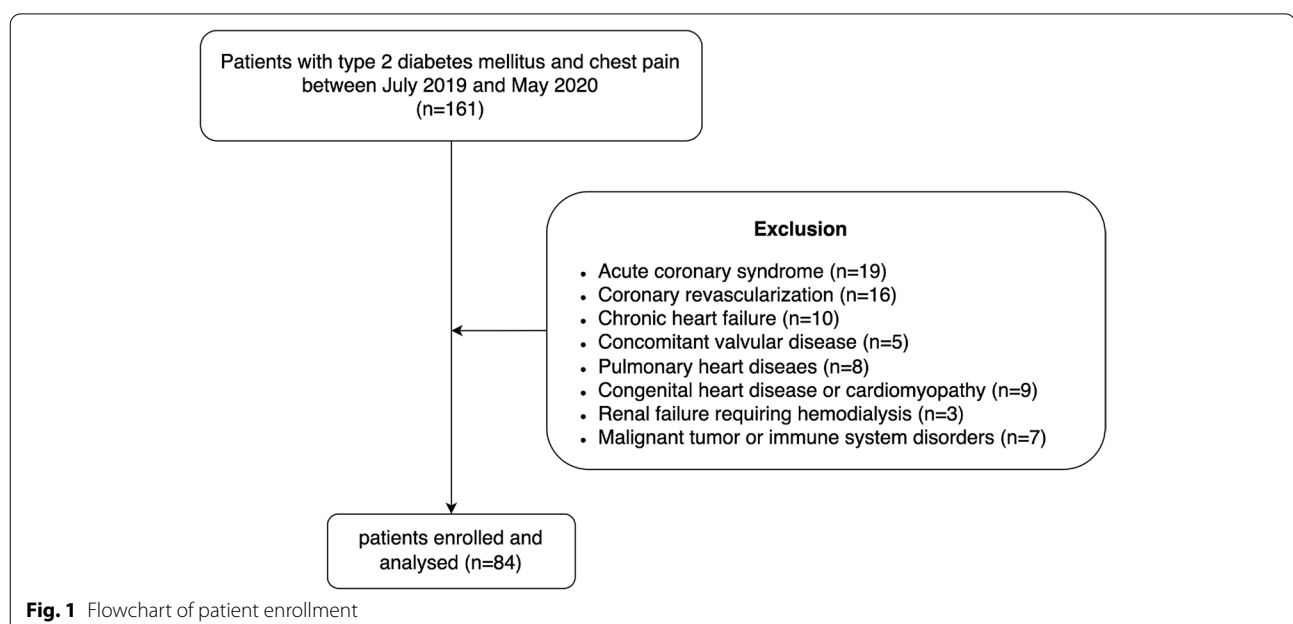 Patients with type 2 diabetes mellitus and chest pain
between July 2019 and May 2020
(n=161)
Exclusion
• Acute coronary syndrome (n=19)
• Coronary revascularization (n=16)
• Chronic heart failure (n=10)
• Concomitant valvular disease (n=5)
• Pulmonary heart diseaes (n=8)
• Congenital heart disease or cardiomyopathy (n=9)
• Renal failure requiring hemodialysis (n=3)
• Malignant tumor or immune system disorders (n=7)
patients enrolled and
analysed (n=84)
Fig. 1 Flowchart of patient enrollment